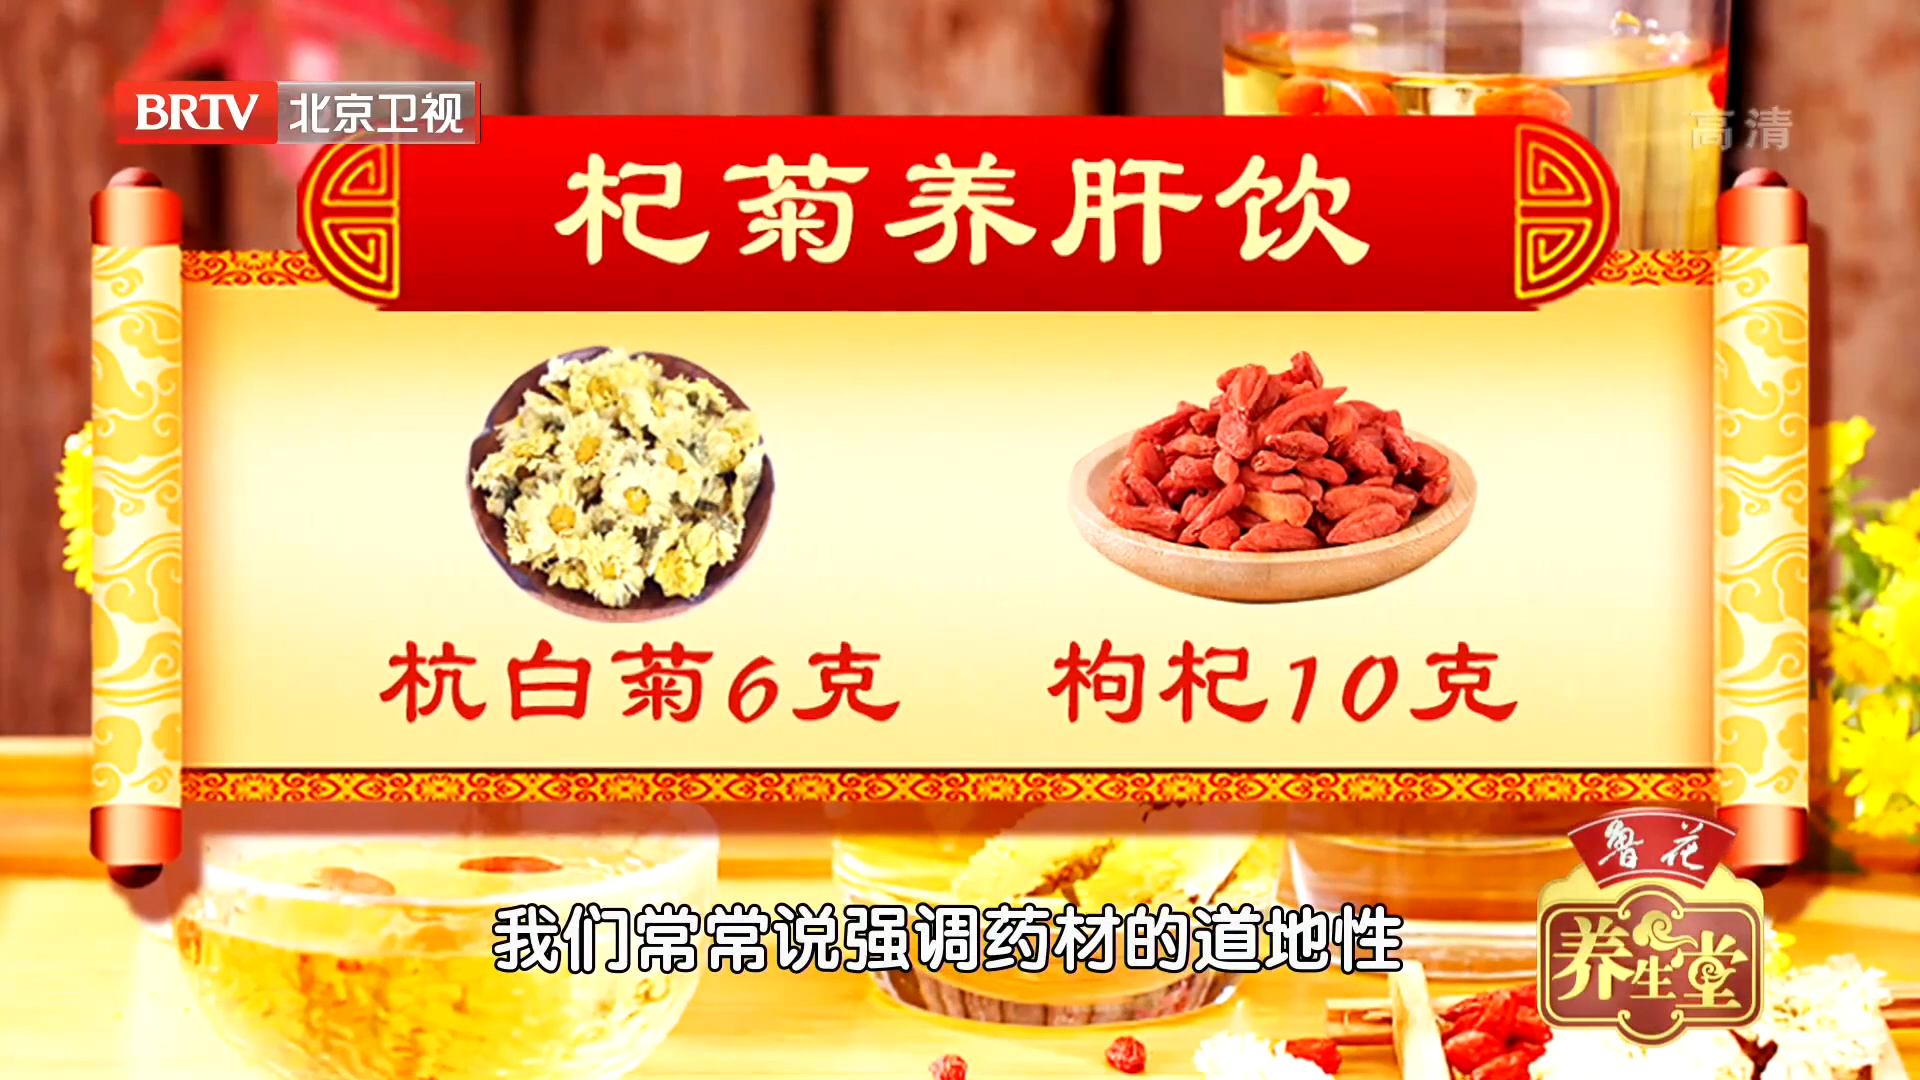 BRTV 北京卫视
高清
杞菊养肝饮
杭白菊6克
枸杞10克
鲁花
养生堂
我们常常说强调药材的道地性